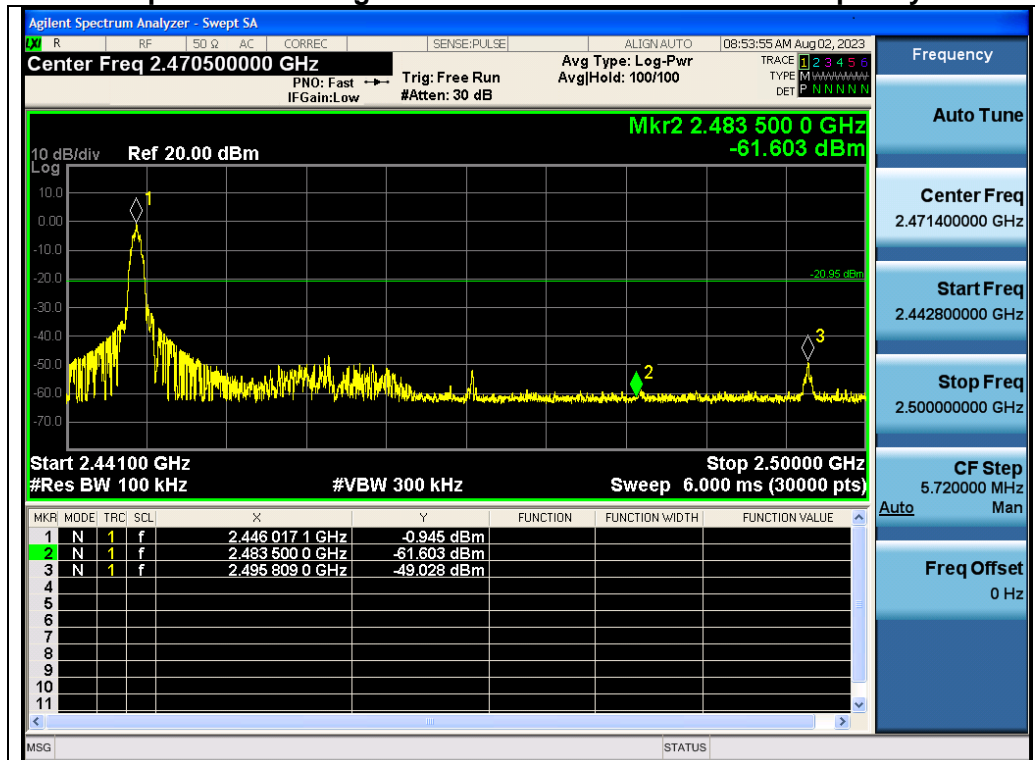 Agilent Spectrum Analyzer - Swept SA
LXI R RF 50 Ω AC CORREC SENSE:PULSE ALIGN AUTO 08:53:55 AM Aug 02, 2023
Center Freq 2.470500000 GHz
PNO: Fast
IFGain:Low
Trig: Free Run
#Atten: 30 dB
Avg Type: Log-Pwr
Avg|Hold: 100/100
TRACE 1 2 3 4 5 6
TYPE M
DET P N N N N N
Mkr2 2.483 500 0 GHz
-61.603 dBm
10 dB/div Ref 20.00 dBm
Log
10.0
0.00
-10.0
-20.0
-30.0
-40.0
-50.0
-60.0
-70.0
1
-20.95 dBm
3
2
Start 2.44100 GHz Stop 2.50000 GHz
#Res BW 100 kHz #VBW 300 kHz Sweep 6.000 ms (30000 pts)
MKR MODE TRC SCL X Y FUNCTION FUNCTION WIDTH FUNCTION VALUE
1 N 1 f 2.446 017 1 GHz -0.945 dBm
2 N 1 f 2.483 500 0 GHz -61.603 dBm
3 N 1 f 2.495 809 0 GHz -49.028 dBm
4
5
6
7
8
9
10
11
MSG STATUS
Frequency
Auto Tune
Center Freq
2.471400000 GHz
Start Freq
2.442800000 GHz
Stop Freq
2.500000000 GHz
CF Step
5.720000 MHz
Auto Man
Freq Offset
0 Hz